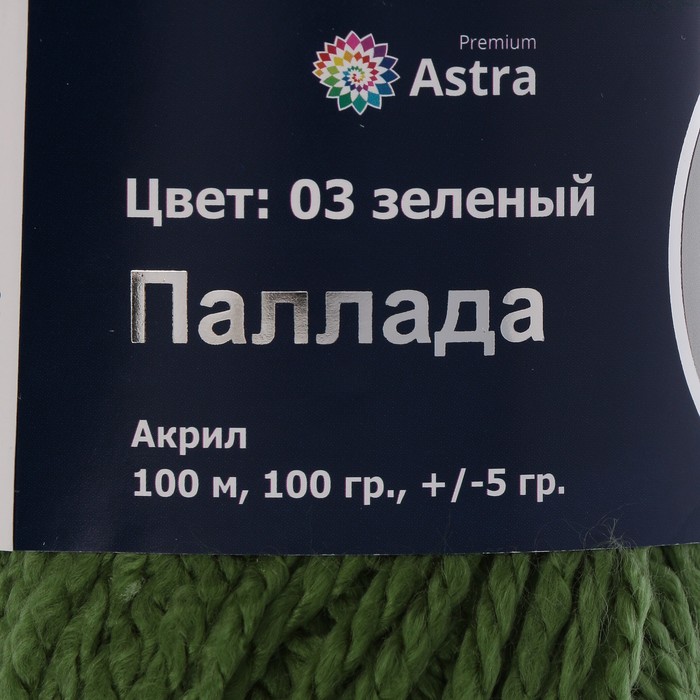 Premium
Astra
Цвет: 03 зеленый
Паллада
Акрил
100 м, 100 гр., +/-5 гр.